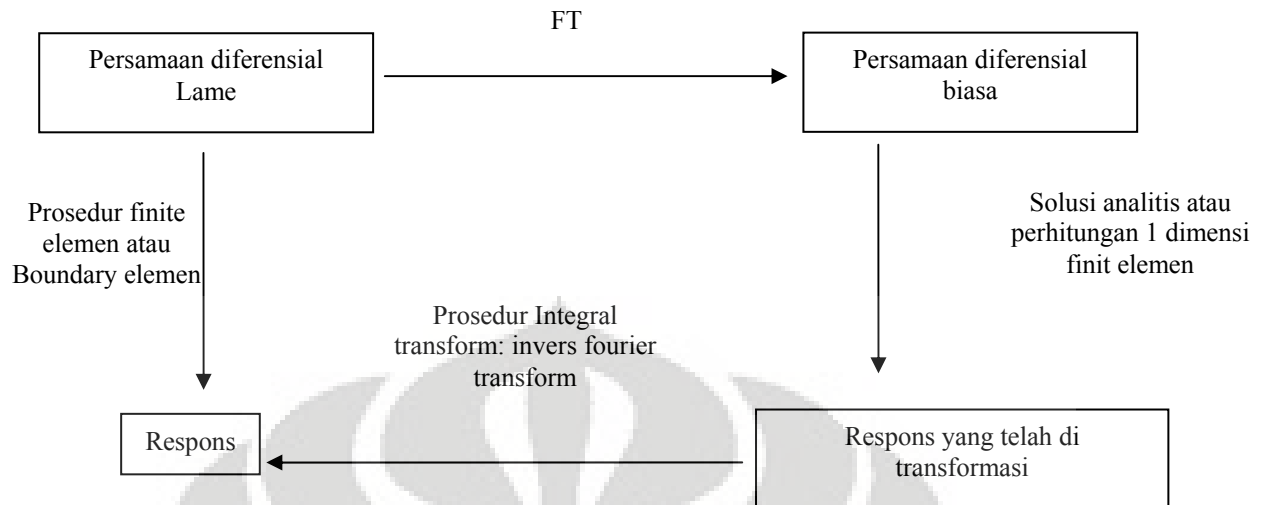 FT
Persamaan diferensial
Lame
Persamaan diferensial
biasa
Prosedur finite
elemen atau
Boundary elemen
Solusi analitis atau
perhitungan 1 dimensi
finit elemen
Prosedur Integral
transform: invers fourier
transform
Respons
Respons yang telah di
transformasi